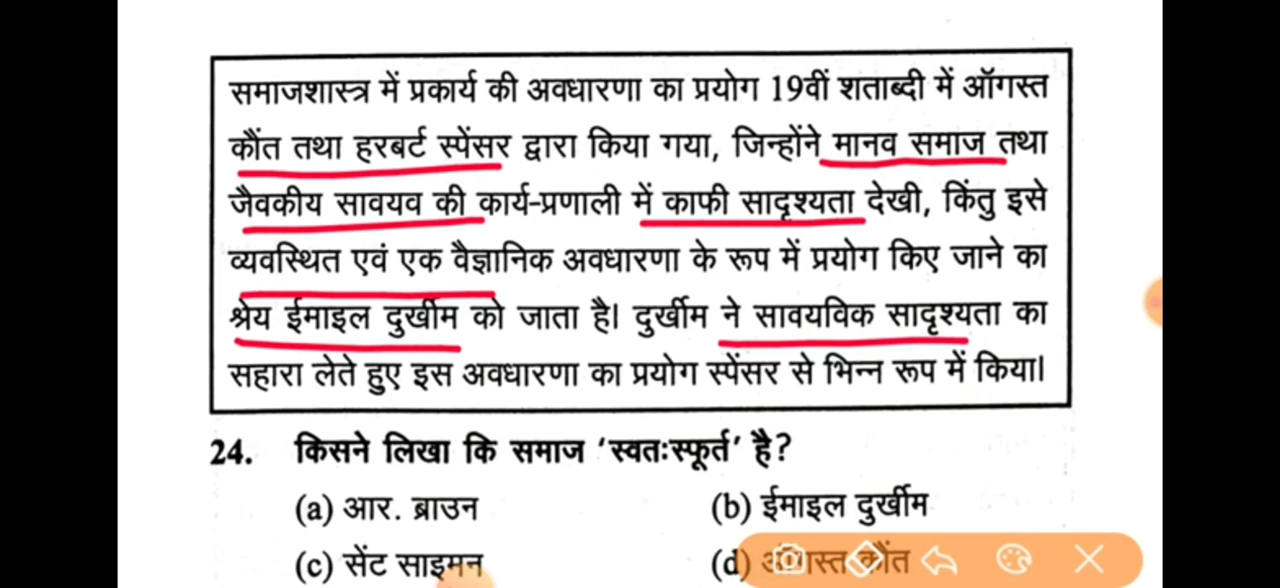 समाजशास्त्र में प्रकार्य की अवधारणा का प्रयोग 19वीं शताब्दी में ऑगस्त
कौंत तथा हरबर्ट स्पेंसर द्वारा किया गया, जिन्होंने मानव समाज तथा
जैवकीय सावयव की कार्य-प्रणाली में काफी सादृश्यता देखी, किंतु इसे
व्यवस्थित एवं एक वैज्ञानिक अवधारणा के रूप में प्रयोग किए जाने का
श्रेय ईमाइल दुर्खीम को जाता है। दुर्खीम ने सावयविक सादृश्यता का
सहारा लेते हुए इस अवधारणा का प्रयोग स्पेंसर से भिन्न रूप में किया।
24. किसने लिखा कि समाज ‘स्वतःस्फूर्त’ है?
(a) आर. ब्राउन (b) ईमाइल दुर्खीम
(c) सेंट साइमन (d) ऑगस्त कौंत